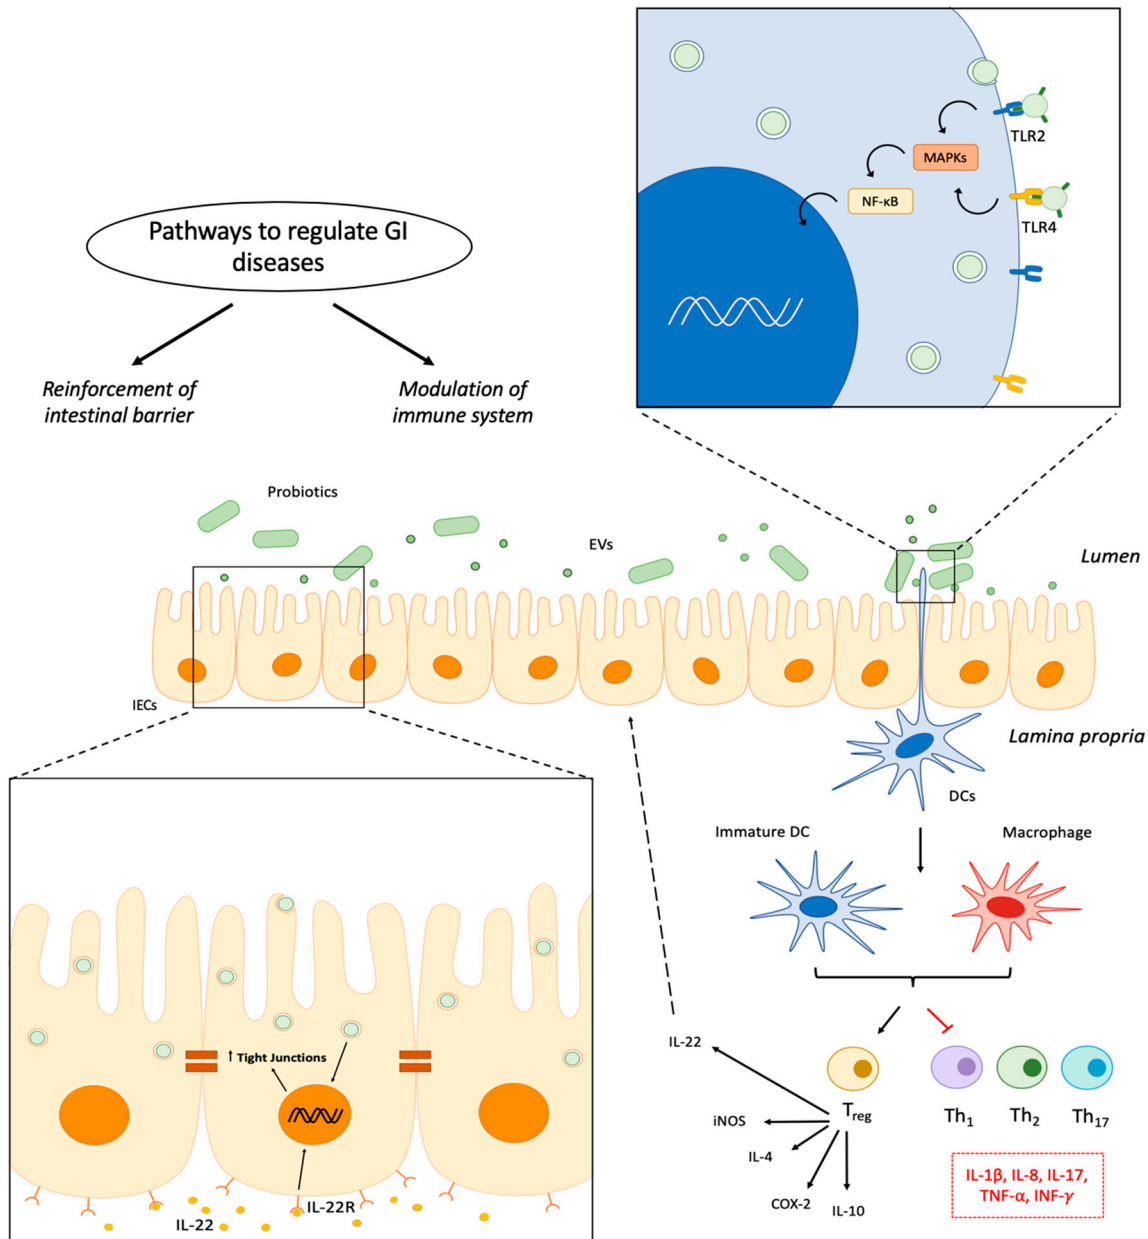 Pathways to regulate GI
diseases
Reinforcement of
intestinal barrier
Modulation of
immune system
TLR2
MAPKs
NF-κB
TLR4
Probiotics
EVs
Lumen
IECs
Lamina propria
DCs
Immature DC
Macrophage
↑ Tight Junctions
IL-22
IL-22R
IL-22
Treg
Th1
Th2
Th17
iNOS
IL-4
COX-2
IL-10
IL-1β, IL-8, IL-17,
TNF-α, INF-γ